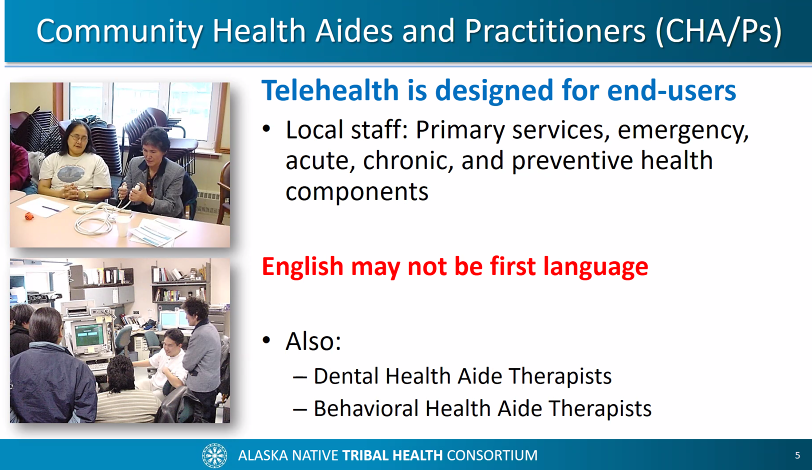 Community Health Aides and Practitioners (CHA/Ps)
Telehealth is designed for end-users
• Local staff: Primary services, emergency,
acute, chronic, and preventive health
components
English may not be first language
• Also:
– Dental Health Aide Therapists
– Behavioral Health Aide Therapists
ALASKA NATIVE TRIBAL HEALTH CONSORTIUM
5